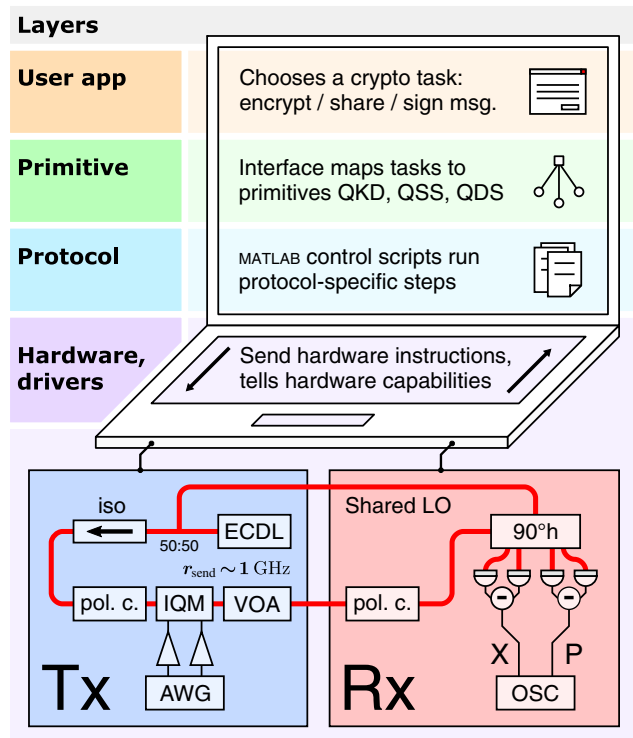 Layers
User app
Chooses a crypto task:
encrypt / share / sign msg.
Primitive
Interface maps tasks to
primitives QKD, QSS, QDS
Protocol
MATLAB control scripts run
protocol-specific steps
Hardware,
drivers
Send hardware instructions,
tells hardware capabilities
iso
ECDL
50:50
r_send ~ 1 GHz
pol. c.
IQM
VOA
AWG
Tx
Shared LO
90°h
pol. c.
-
-
X
P
OSC
Rx